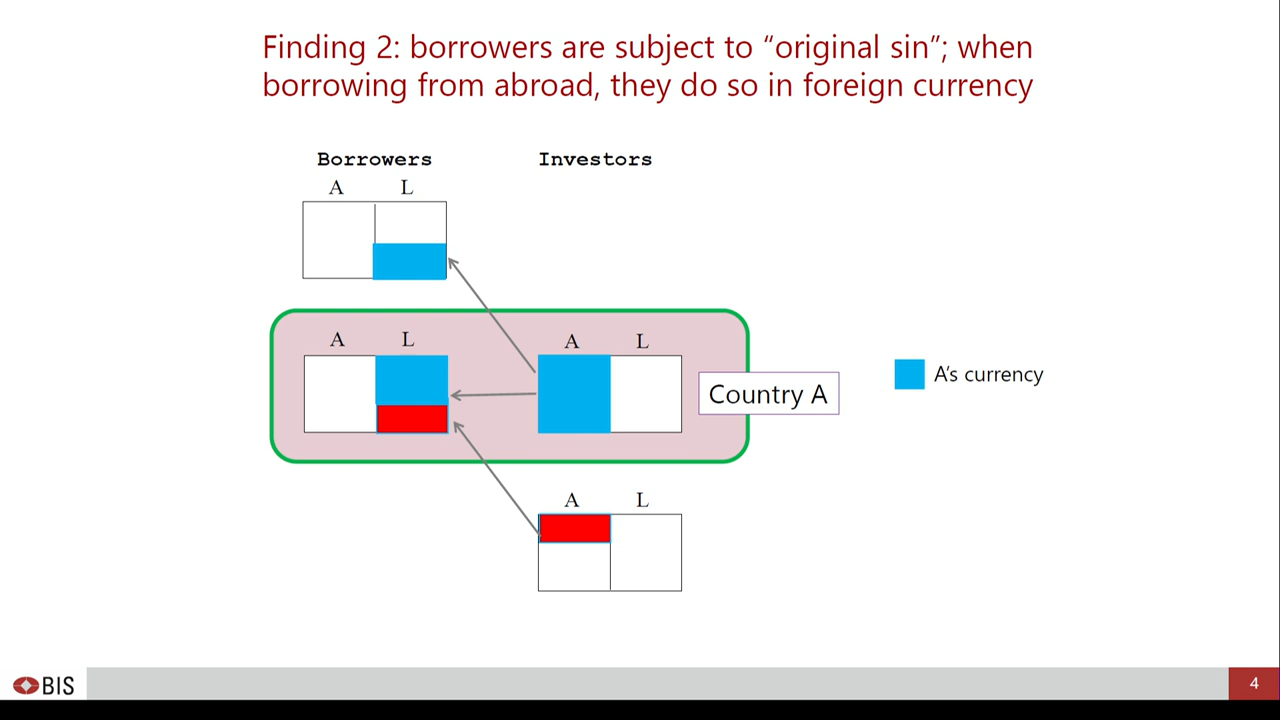 Finding 2: borrowers are subject to “original sin”; when
borrowing from abroad, they do so in foreign currency
Borrowers
Investors
A
L
A
L
A
L
Country A
A’s currency
A
L
BIS
4